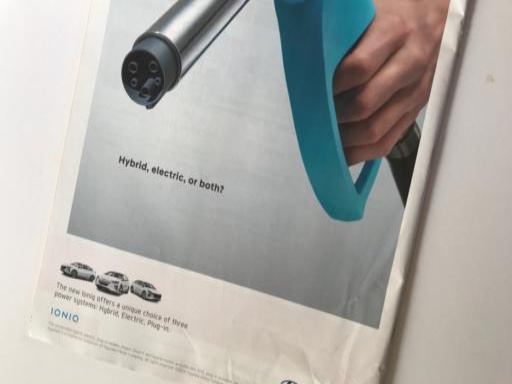 Hybrid, electric, or both?
The new Ioniq offers a unique choice of three
power systems: Hybrid, Electric, Plug-in.
IONIQ